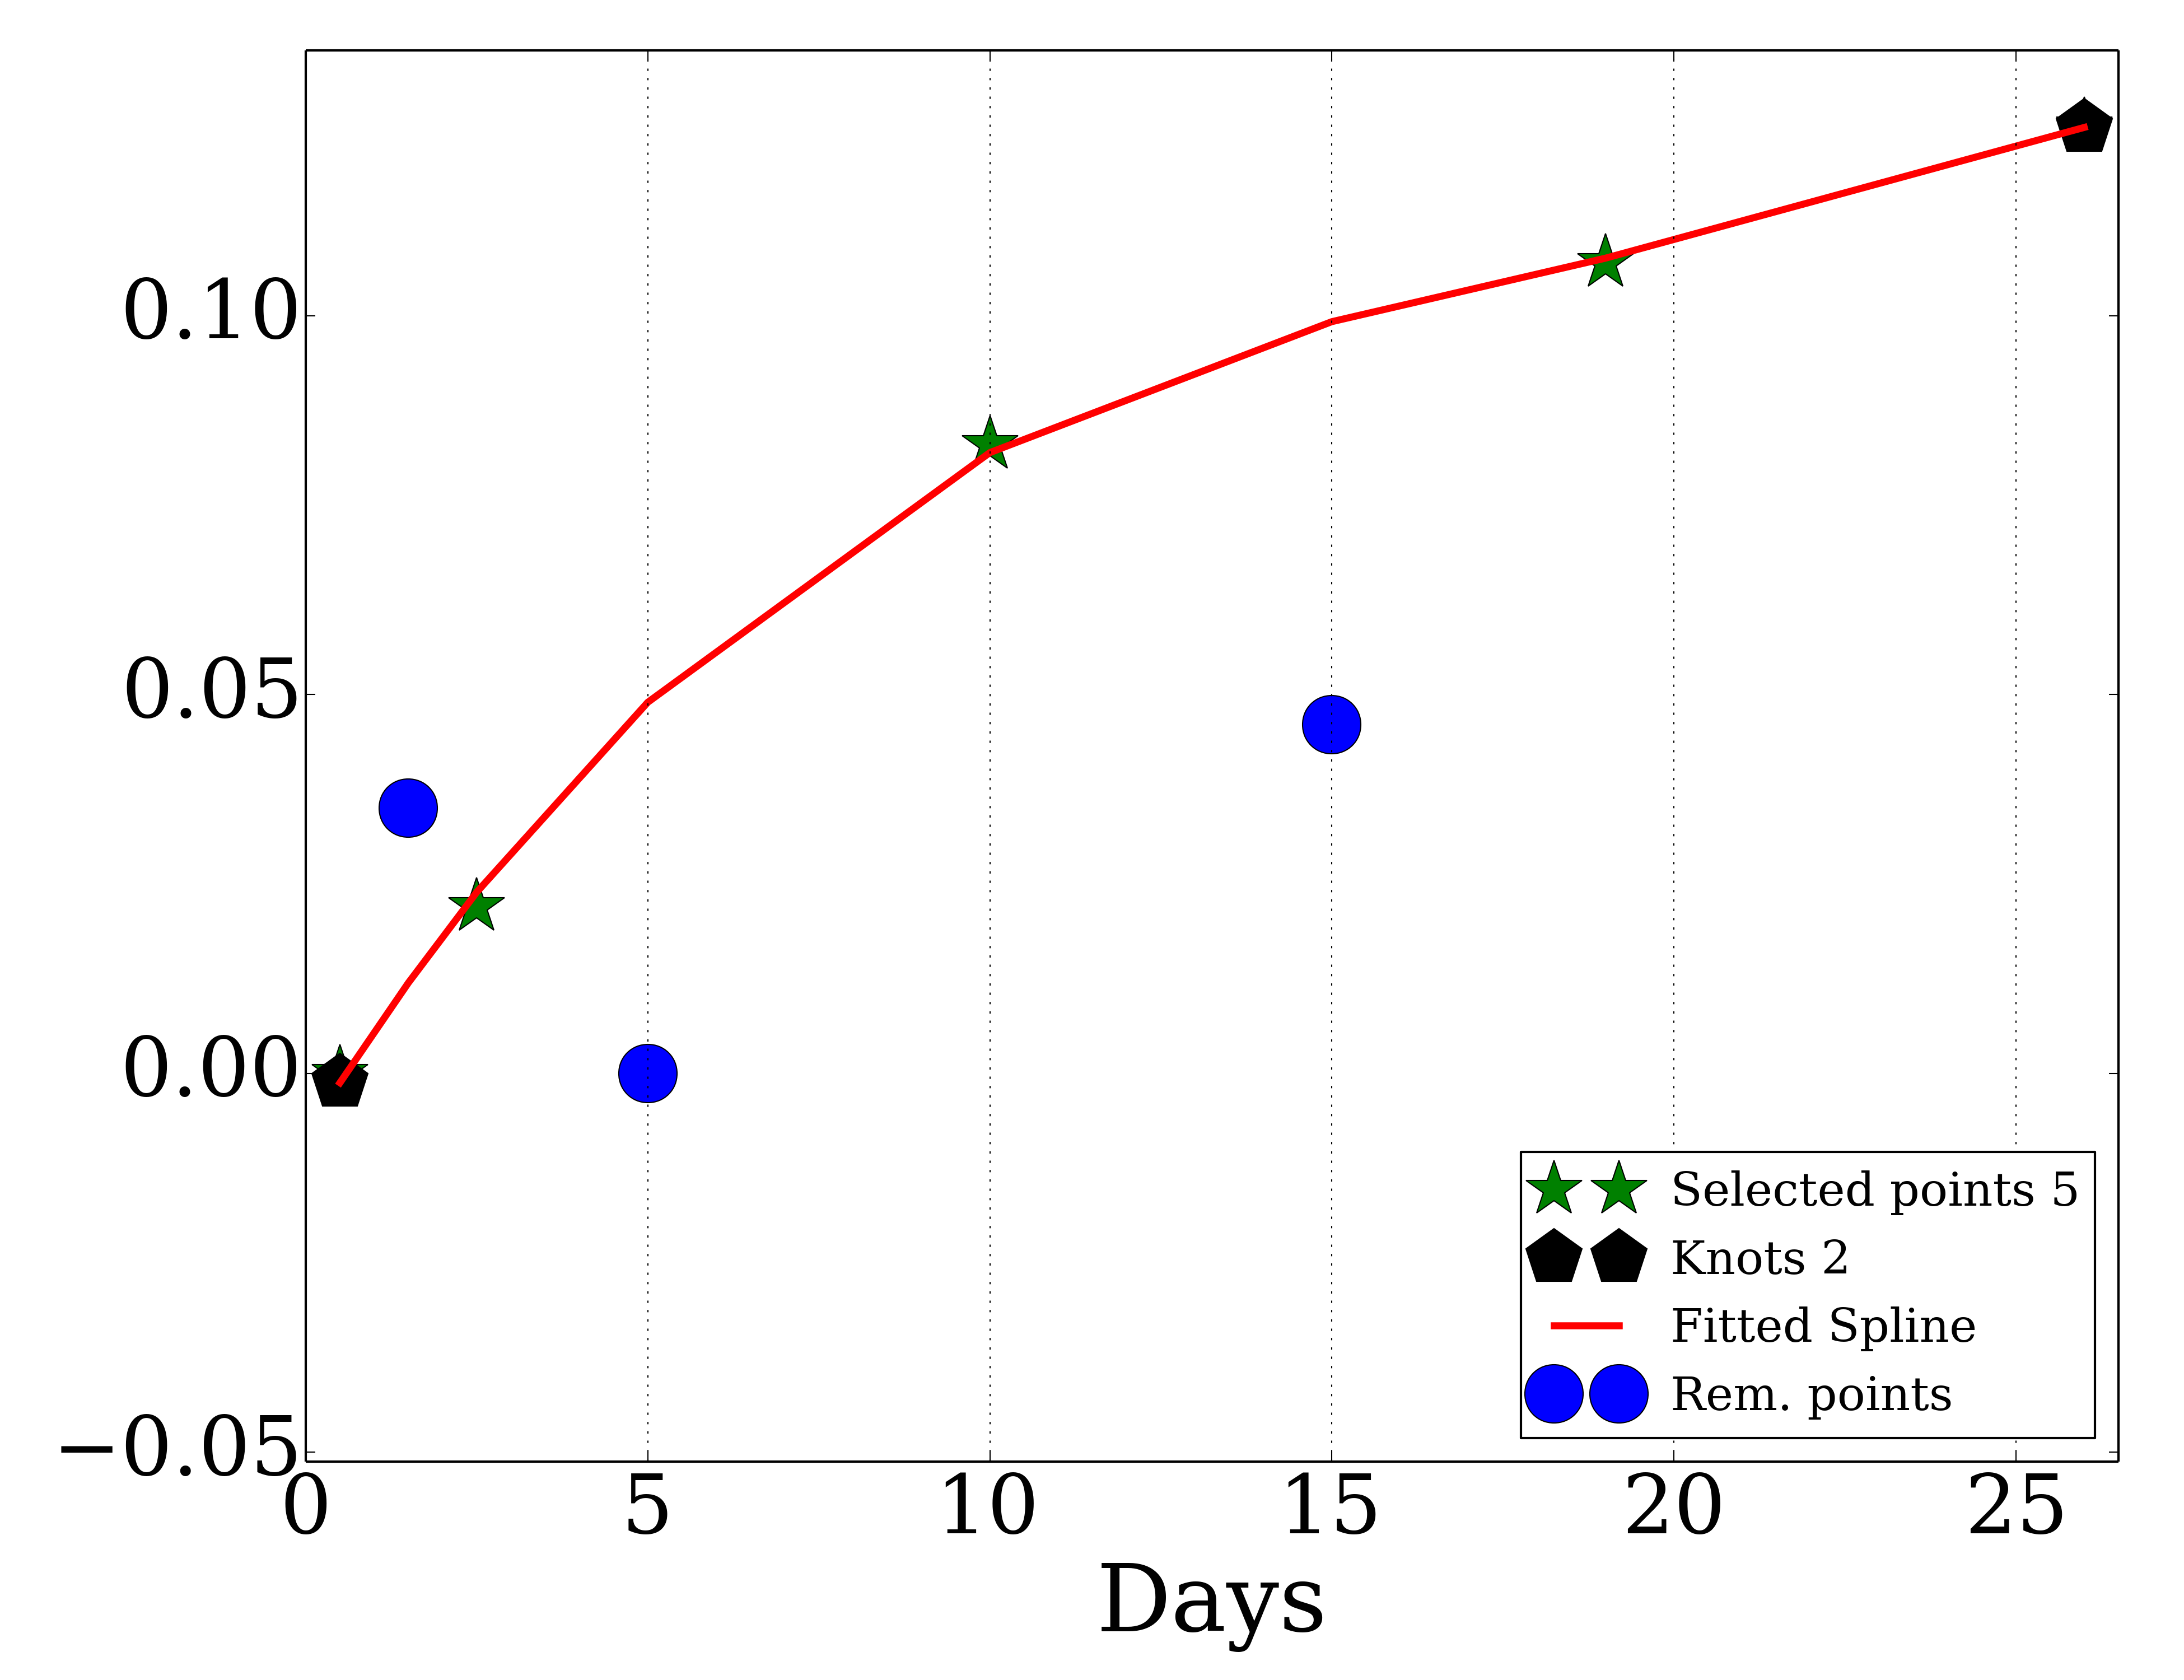 0.10
0.05
0.00
−0.05
0 5 10 15 20 25
Days
Selected points 5
Knots 2
Fitted Spline
Rem. points